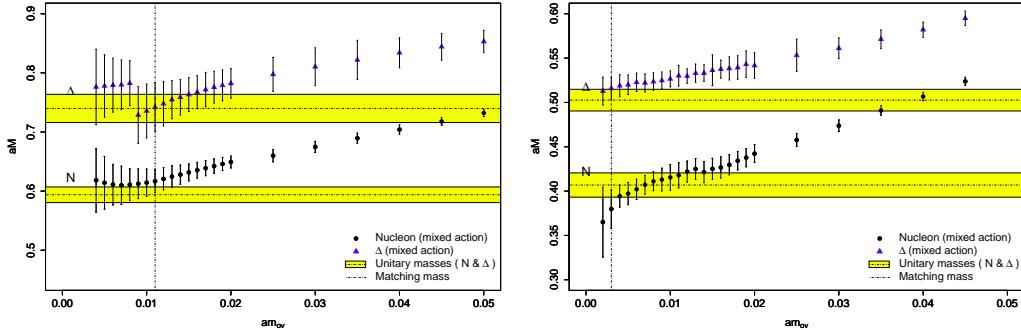 0.9
0.8
0.7
0.6
0.5
aM
Δ
N
Nucleon (mixed action)
Δ (mixed action)
Unitary masses ( N & Δ )
Matching mass
0.00 0.01 0.02 0.03 0.04 0.05
am_ov
0.60
0.55
0.50
0.45
0.40
0.35
0.30
aM
Δ
N
Nucleon (mixed action)
Δ (mixed action)
Unitary masses ( N & Δ )
Matching mass
0.00 0.01 0.02 0.03 0.04 0.05
am_ov